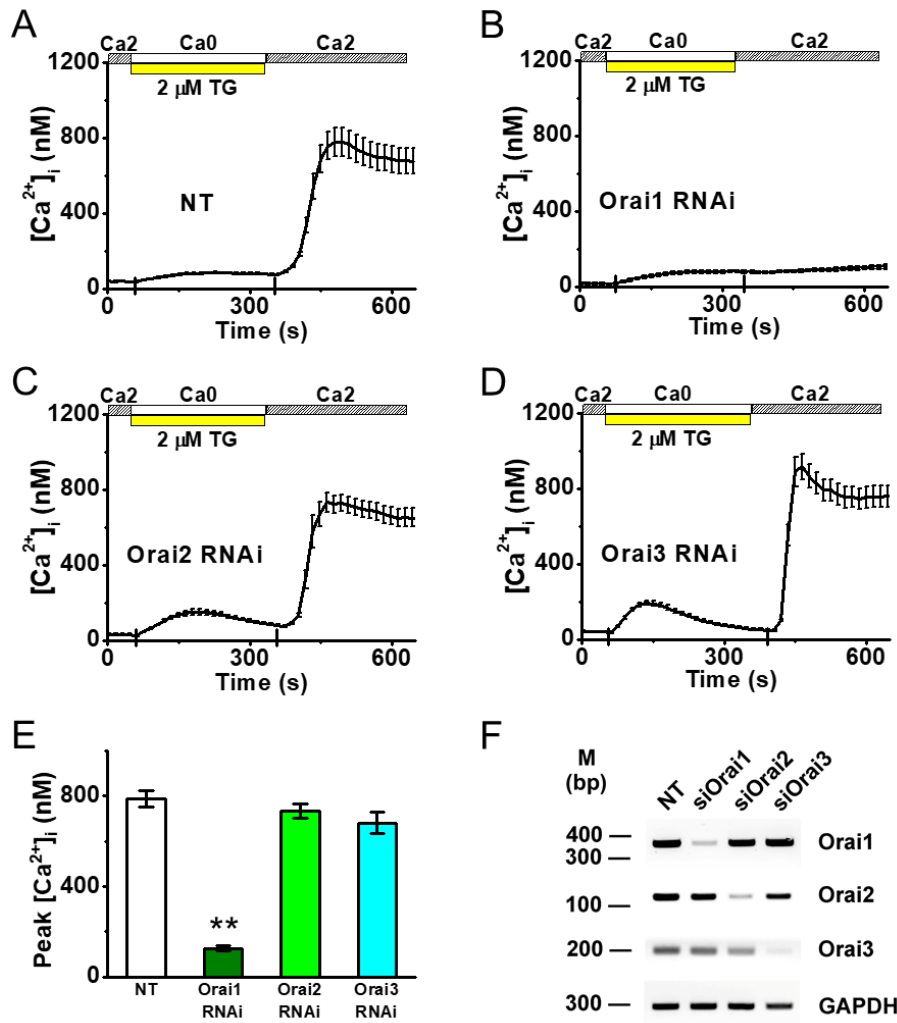 A
Ca2 Ca0 Ca2
1200
2 μM TG
800
400
0
[Ca2+]i (nM)
NT
0 300 600
Time (s)
B
Ca2 Ca0 Ca2
1200
2 μM TG
800
400
0
[Ca2+]i (nM)
Orai1 RNAi
0 300 600
Time (s)
C
Ca2 Ca0 Ca2
1200
2 μM TG
800
400
0
[Ca2+]i (nM)
Orai2 RNAi
0 300 600
Time (s)
D
Ca2 Ca0 Ca2
1200
2 μM TG
800
400
0
[Ca2+]i (nM)
Orai3 RNAi
0 300 600
Time (s)
E
800
400
0
Peak [Ca2+]i (nM)
**
NT Orai1 Orai2 Orai3
RNAi RNAi RNAi
F
M
(bp)
NT siOrai1 siOrai2 siOrai3
400
300
Orai1
100
Orai2
200
Orai3
300
GAPDH